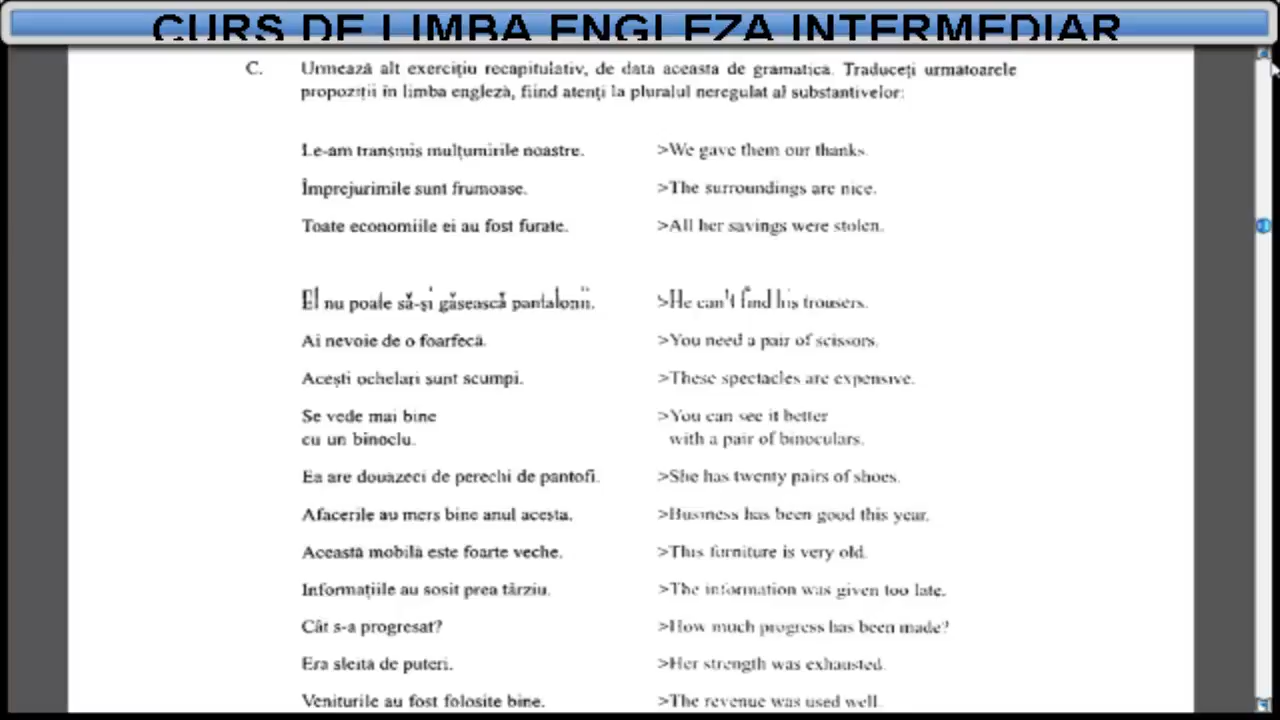 CURS DE LIMBA ENGLEZA INTERMEDIAR
C. Urmează alt exercițiu recapitulativ, de data aceasta de gramatica. Traduceți urmatoarele
propoziții în limba engleză, fiind atenți la pluralul neregulat al substantivelor:
Le-am transmis mulțumirile noastre. >We gave them our thanks.
Împrejurimile sunt frumoase. >The surroundings are nice.
Toate economiile ei au fost furate. >All her savings were stolen.
El nu poate să-și găsească pantalonii. >He can't find his trousers.
Ai nevoie de o foarfecă. >You need a pair of scissors.
Acești ochelari sunt scumpi. >These spectacles are expensive.
Se vede mai bine >You can see it better
cu un binoclu. with a pair of binoculars.
Ea are douăzeci de perechi de pantofi. >She has twenty pairs of shoes.
Afacerile au mers bine anul acesta. >Business has been good this year.
Această mobilă este foarte veche. >This furniture is very old.
Informațiile au sosit prea târziu. >The information was given too late.
Cât s-a progresat? >How much progress has been made?
Era sleită de puteri. >Her strength was exhausted.
Veniturile au fost folosite bine. >The revenue was used well.